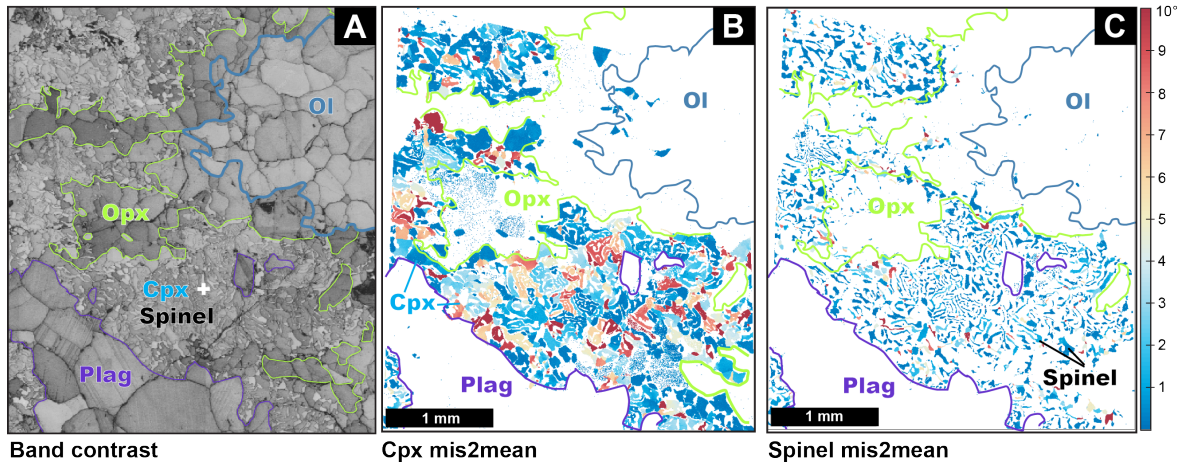 A
Ol
Opx
Cpx +
Spinel
Plag
Band contrast
B
Ol
Opx
Cpx
Plag
1 mm
Cpx mis2mean
C
Ol
Opx
Spinel
Plag
1 mm
Spinel mis2mean
10°
9
8
7
6
5
4
3
2
1